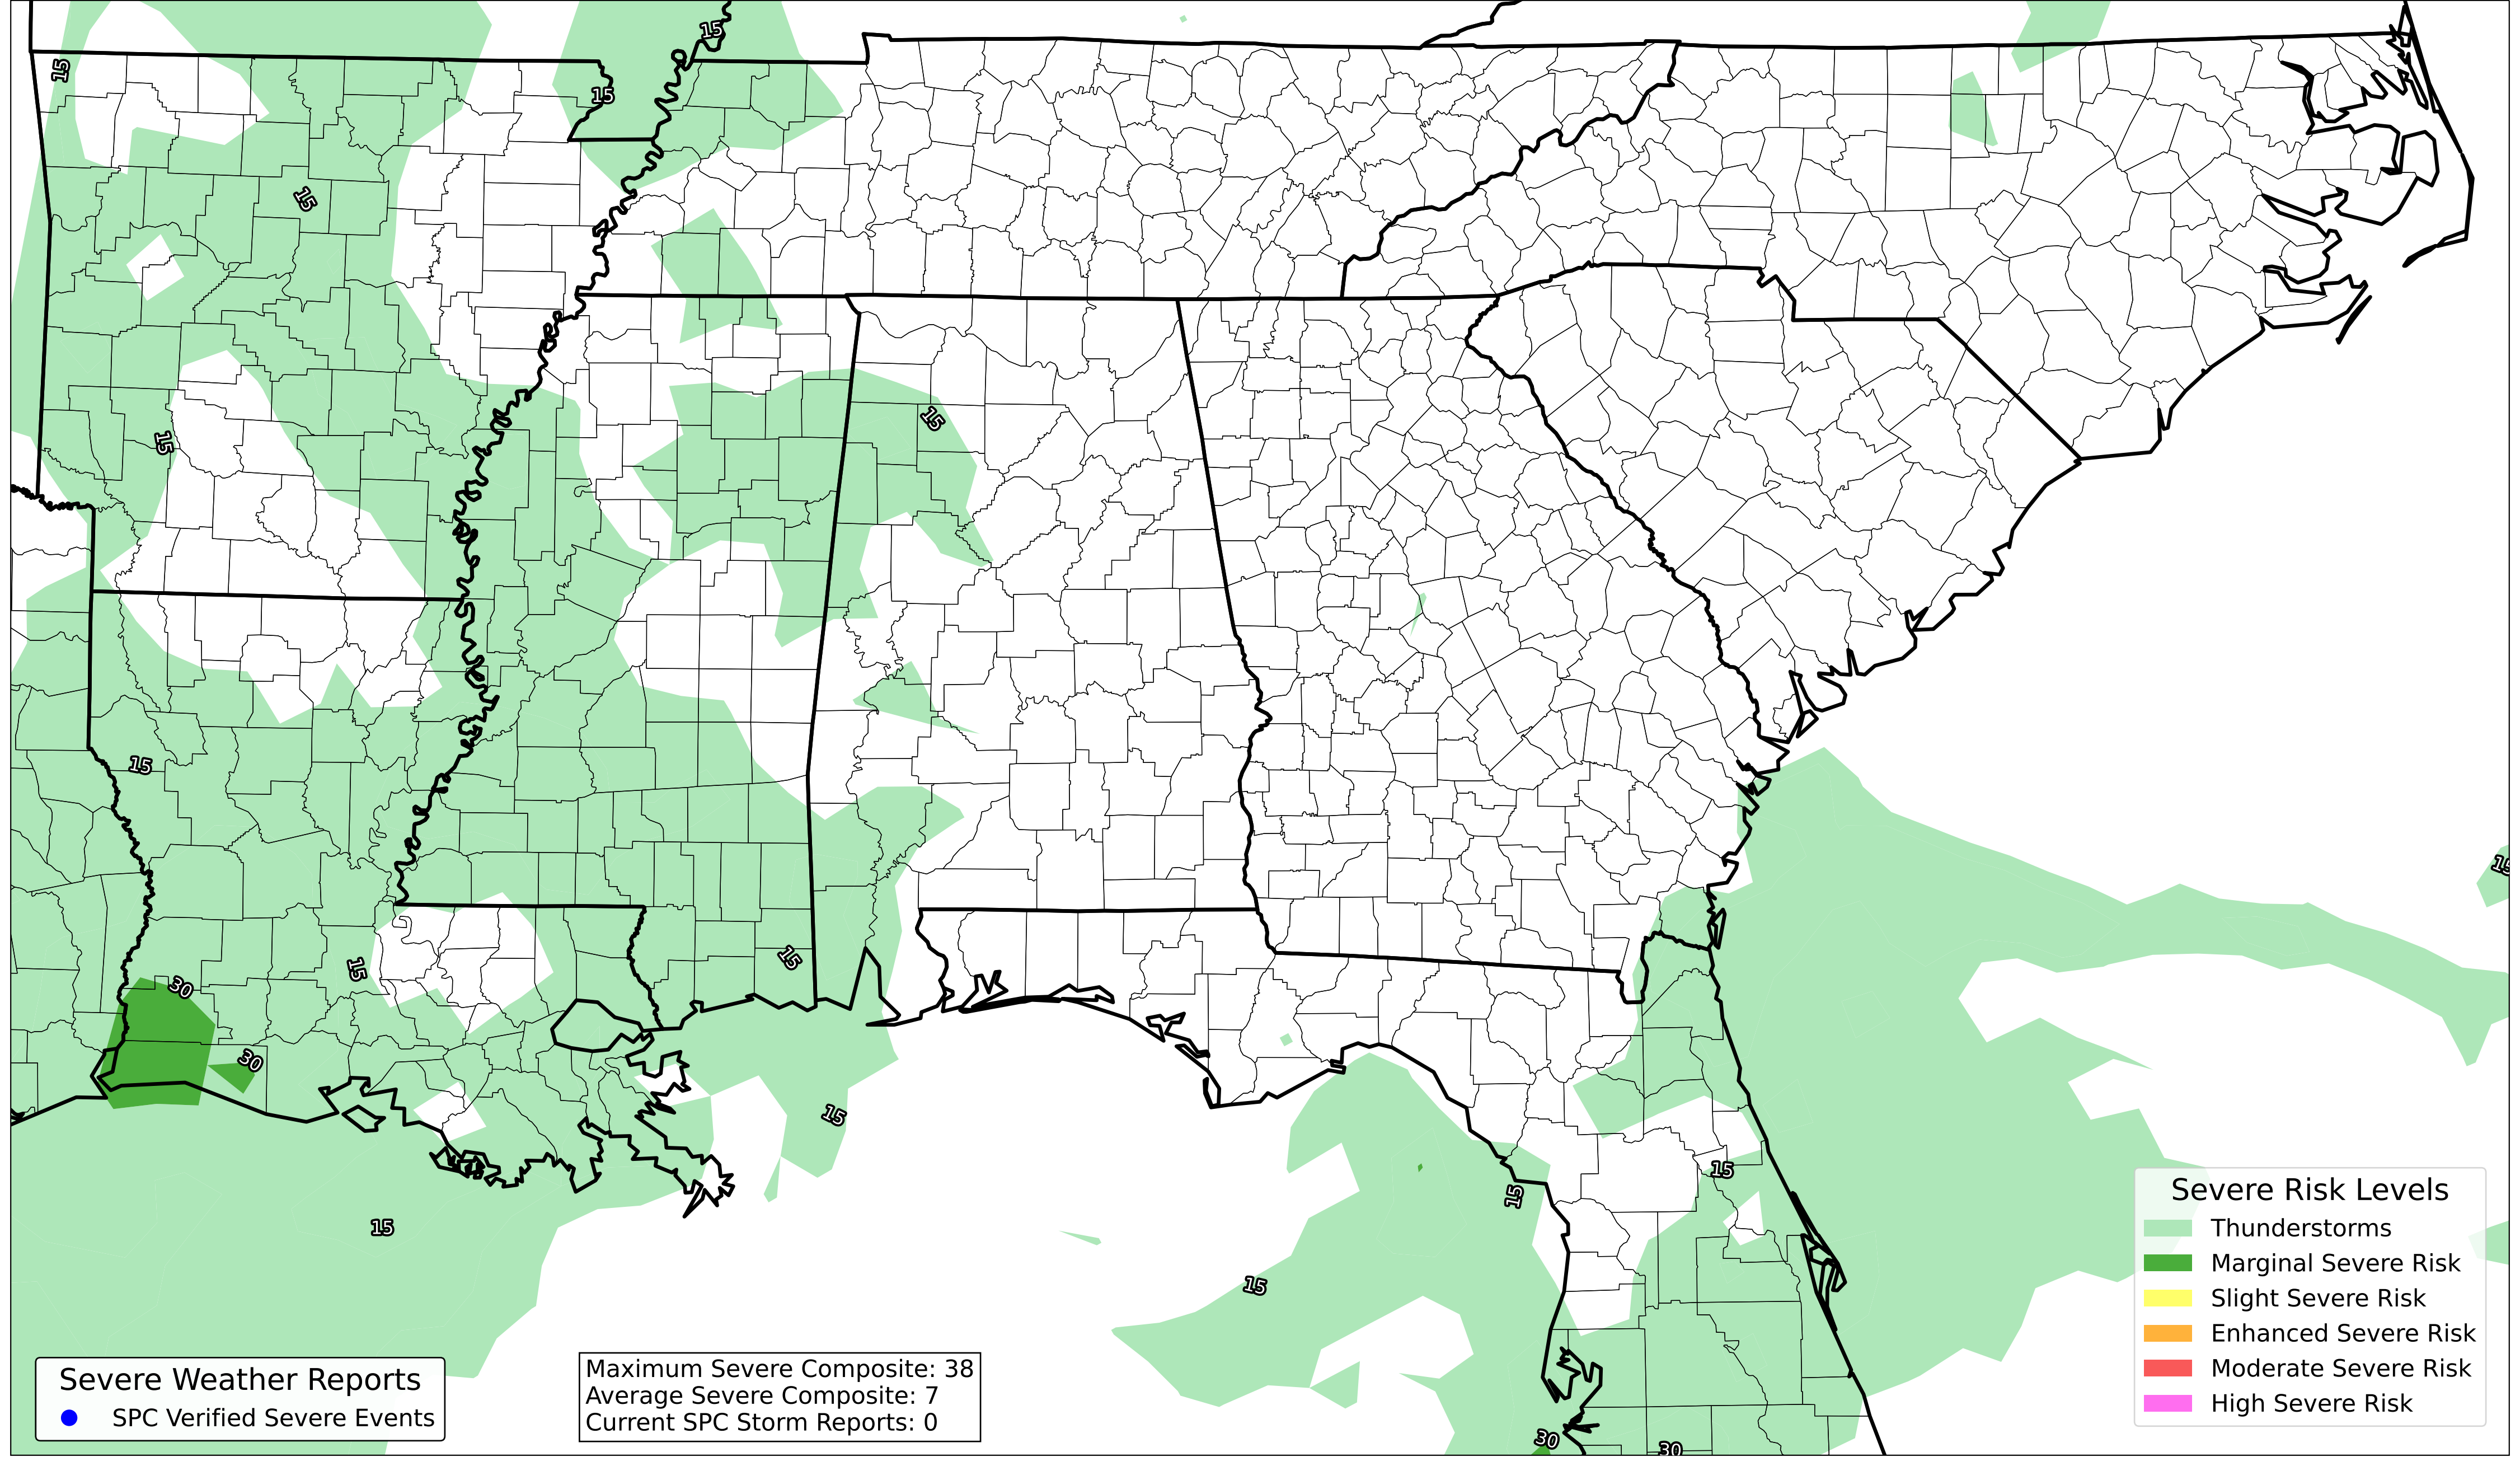 15
15
15
15
15
15
15
15
15
30
30
15
15
15
15
15
15
30
30
Severe Risk Levels
Thunderstorms
Marginal Severe Risk
Slight Severe Risk
Enhanced Severe Risk
Moderate Severe Risk
High Severe Risk
Severe Weather Reports
SPC Verified Severe Events
Maximum Severe Composite: 38
Average Severe Composite: 7
Current SPC Storm Reports: 0